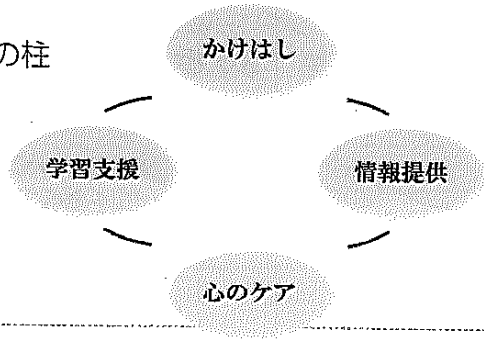 の柱
かけはし
学習支援
情報提供
心のケア